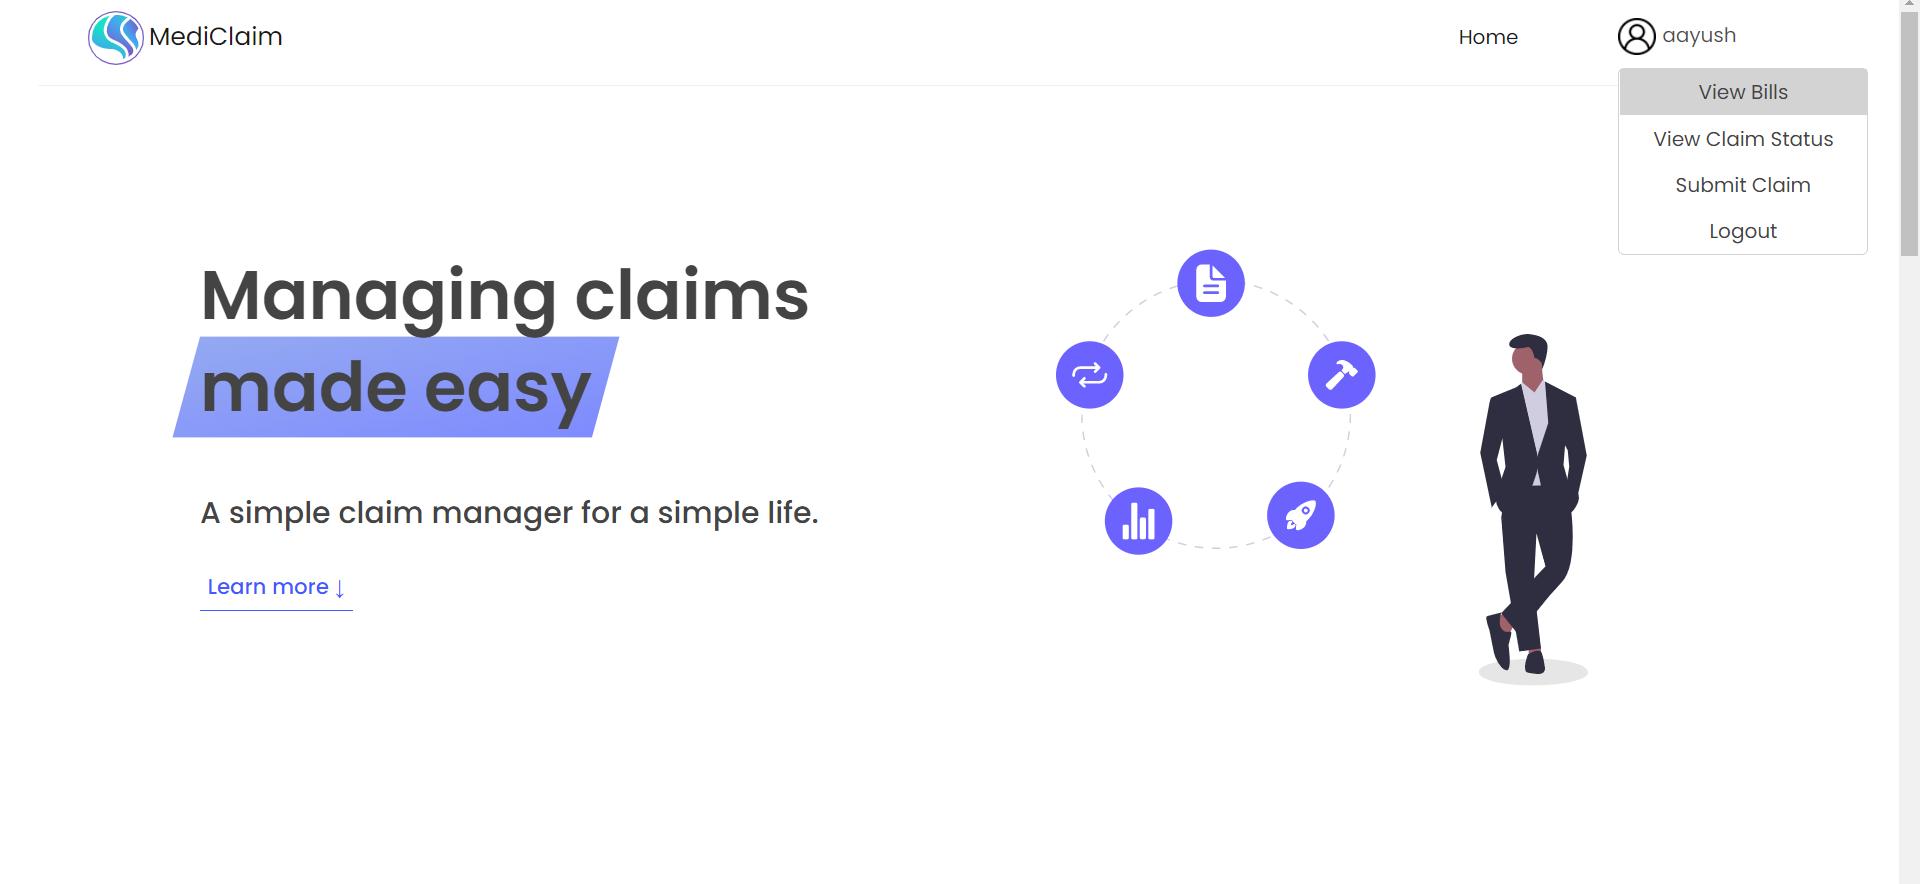 MediClaim
Home
aayush
View Bills
View Claim Status
Submit Claim
Logout
Managing claims
made easy
A simple claim manager for a simple life.
Learn more ↓